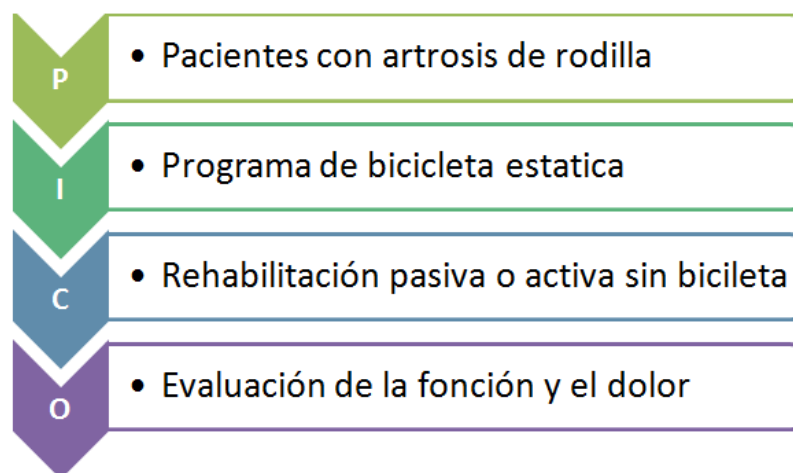 P
• Pacientes con artrosis de rodilla
I
• Programa de bicicleta estatica
C
• Rehabilitación pasiva o activa sin bicileta
O
• Evaluación de la fonción y el dolor